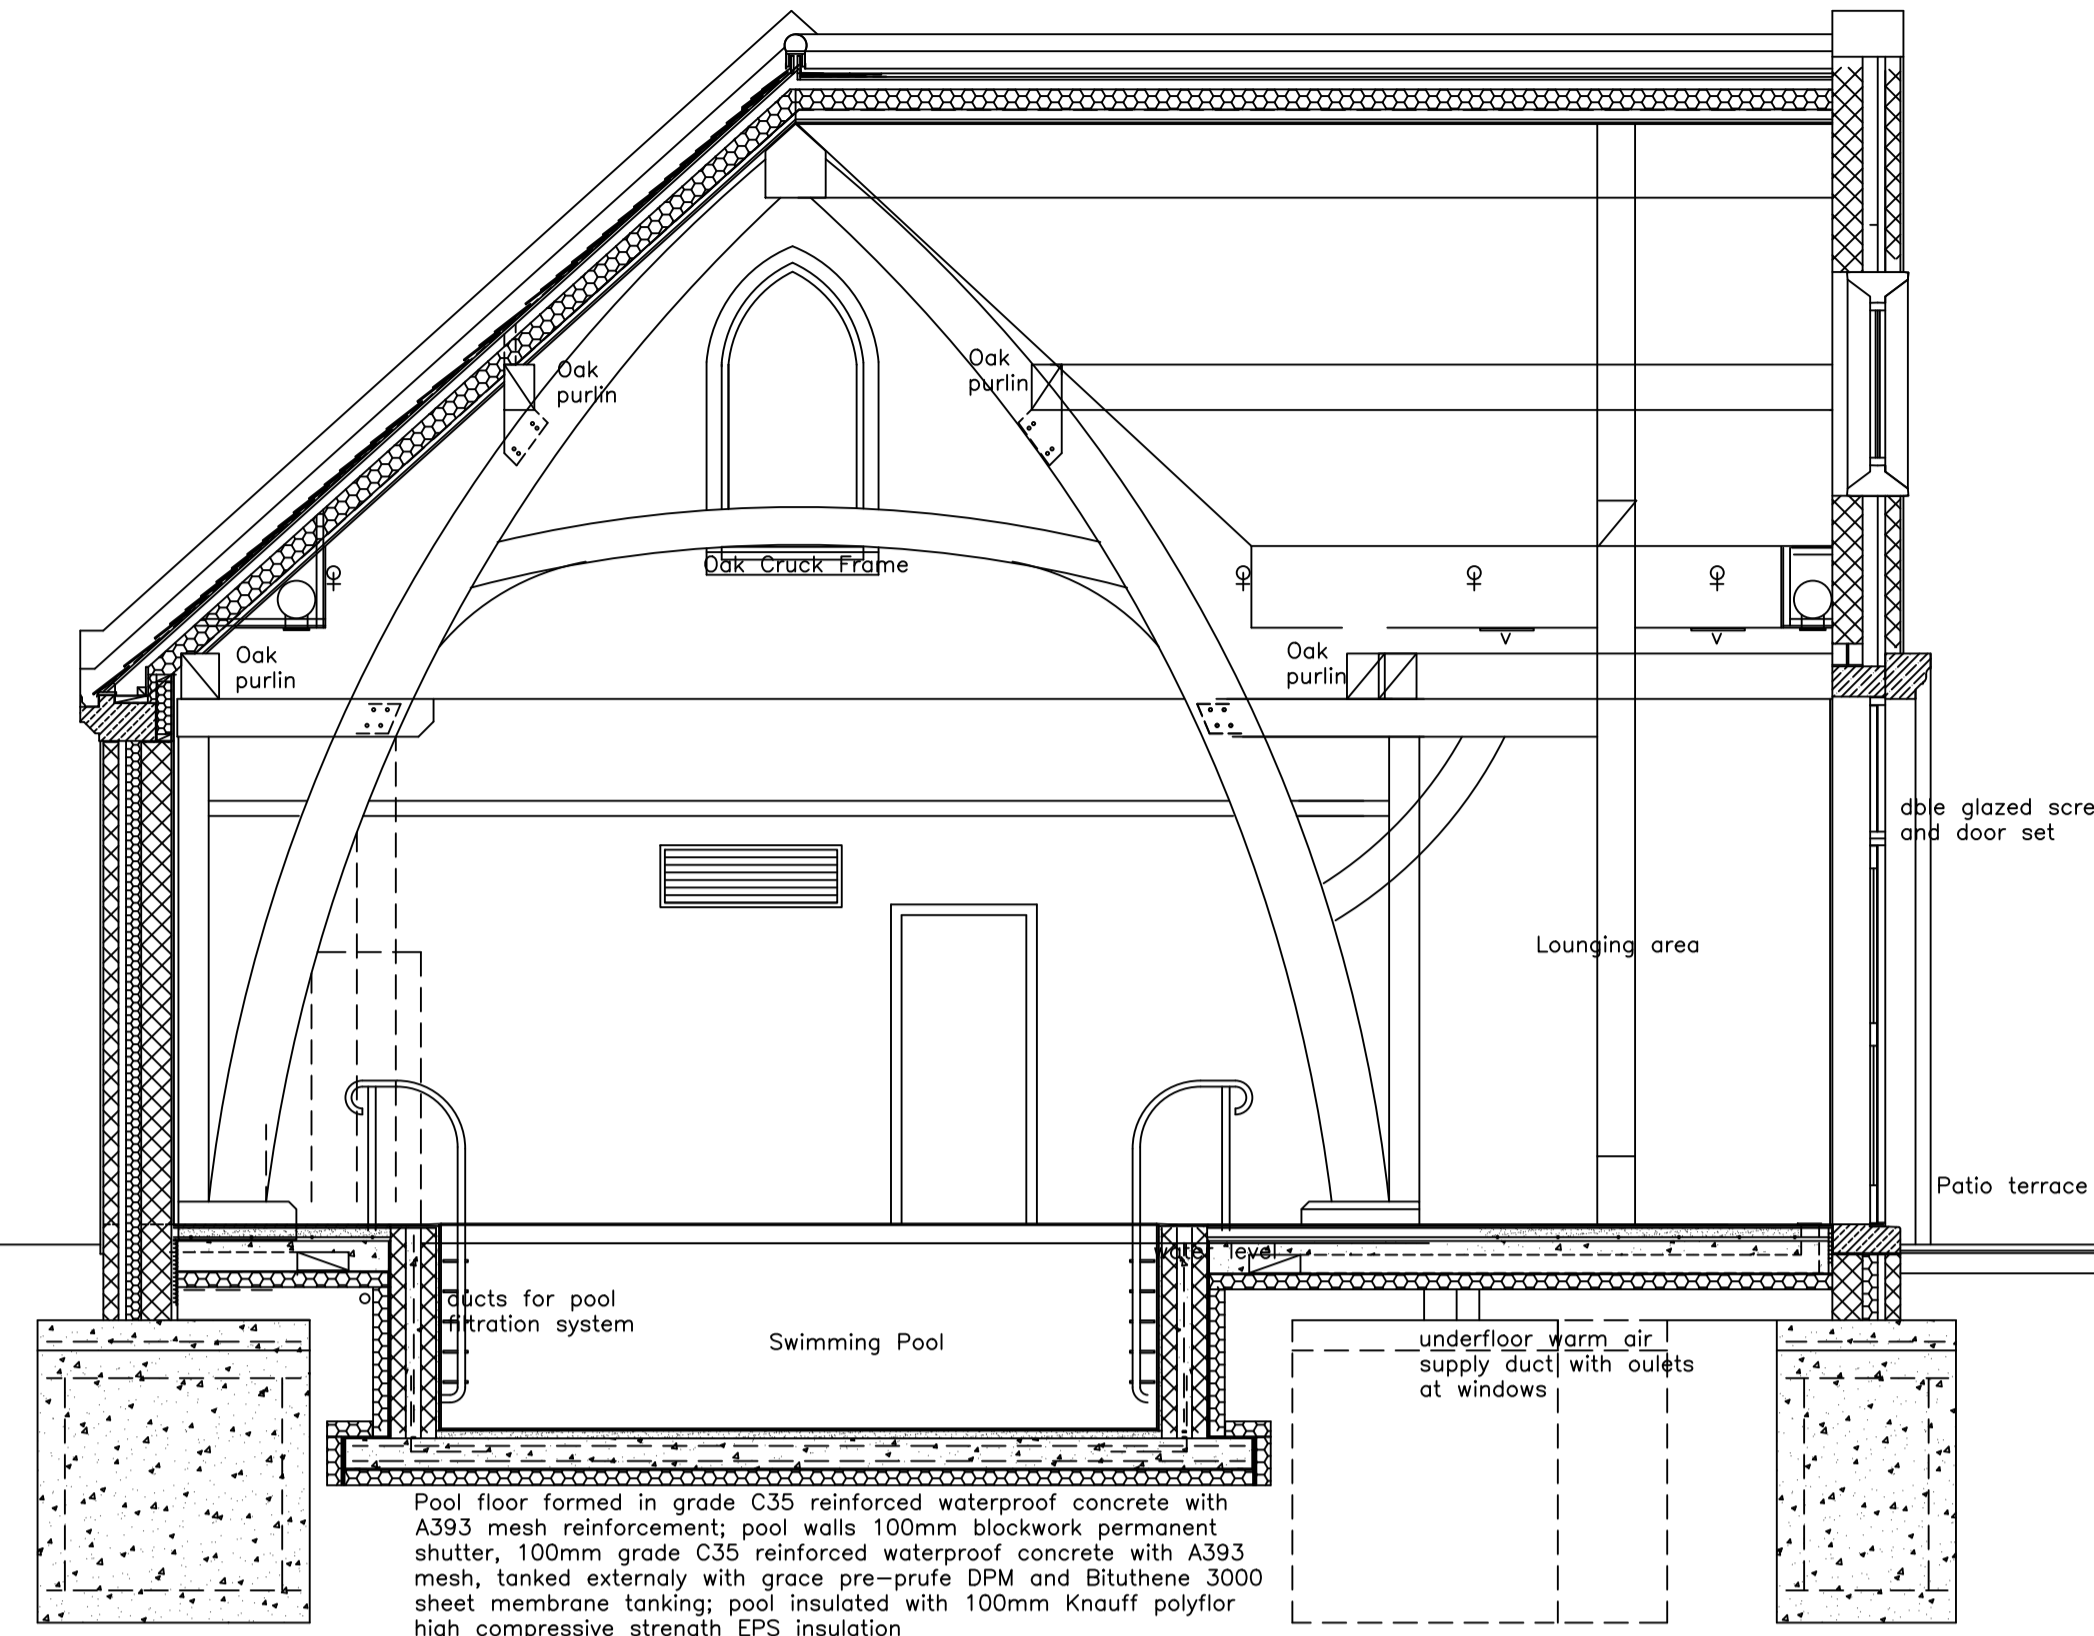 Oak
purlin
Oak
purlin
Oak Cruck Frame
Oak
purlin
Oak
purlin
dble glazed scre
and door set
Lounging area
Patio terrace
water level
ducts for pool
filtration system
Swimming Pool
underfloor warm air
supply duct with oulets
at windows
Pool floor formed in grade C35 reinforced waterproof concrete with
A393 mesh reinforcement; pool walls 100mm blockwork permanent
shutter, 100mm grade C35 reinforced waterproof concrete with A393
mesh, tanked externaly with grace pre-prufe DPM and Bituthene 3000
sheet membrane tanking; pool insulated with 100mm Knauff polyflor
high compressive strength EPS insulation